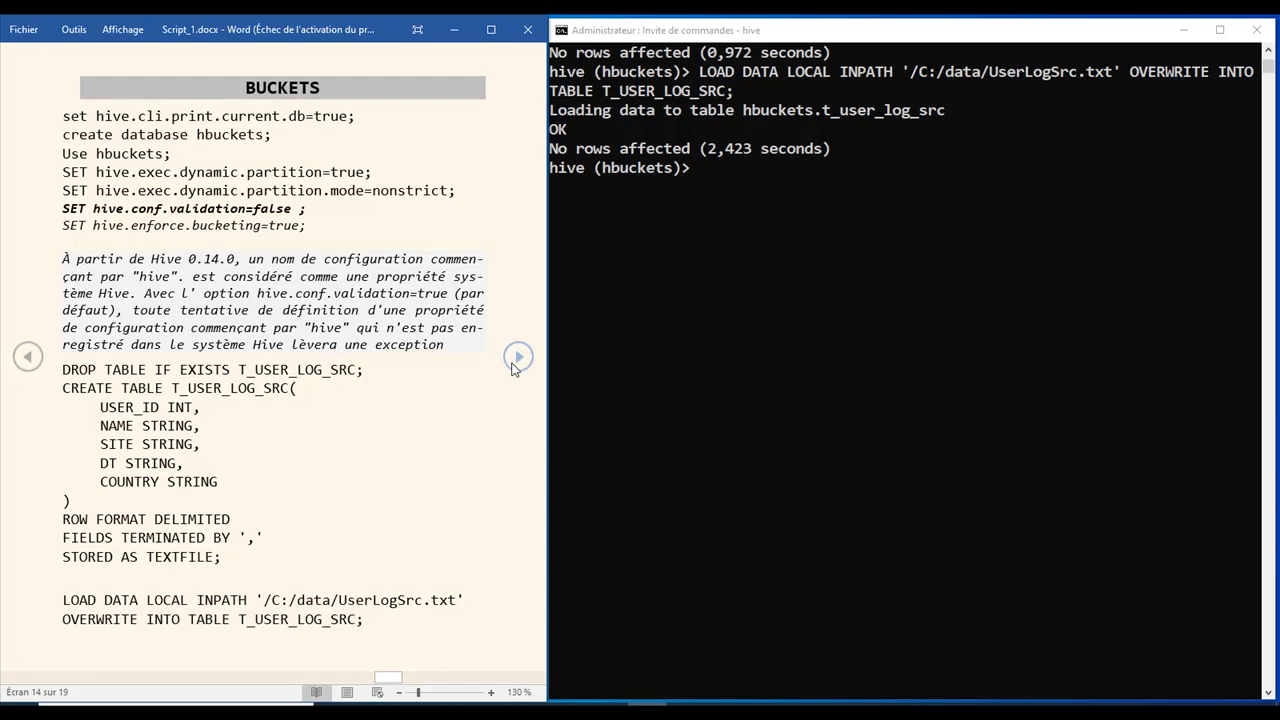 Fichier Outils Affichage Script_1.docx - Word (Échec de l'activation du pr...
BUCKETS
set hive.cli.print.current.db=true;
create database hbuckets;
Use hbuckets;
SET hive.exec.dynamic.partition=true;
SET hive.exec.dynamic.partition.mode=nonstrict;
SET hive.conf.validation=false ;
SET hive.enforce.bucketing=true;
À partir de Hive 0.14.0, un nom de configuration commen-
çant par "hive". est considéré comme une propriété sys-
tème Hive. Avec l' option hive.conf.validation=true (par
défaut), toute tentative de définition d'une propriété
de configuration commençant par "hive" qui n'est pas en-
registré dans le système Hive lèvera une exception
DROP TABLE IF EXISTS T_USER_LOG_SRC;
CREATE TABLE T_USER_LOG_SRC(
USER_ID INT,
NAME STRING,
SITE STRING,
DT STRING,
COUNTRY STRING
)
ROW FORMAT DELIMITED
FIELDS TERMINATED BY ','
STORED AS TEXTFILE;
LOAD DATA LOCAL INPATH '/C:/data/UserLogSrc.txt'
OVERWRITE INTO TABLE T_USER_LOG_SRC;
Écran 14 sur 19
130 %
Administrateur : Invite de commandes - hive
No rows affected (0,972 seconds)
hive (hbuckets)> LOAD DATA LOCAL INPATH '/C:/data/UserLogSrc.txt' OVERWRITE INTO
TABLE T_USER_LOG_SRC;
Loading data to table hbuckets.t_user_log_src
OK
No rows affected (2,423 seconds)
hive (hbuckets)>